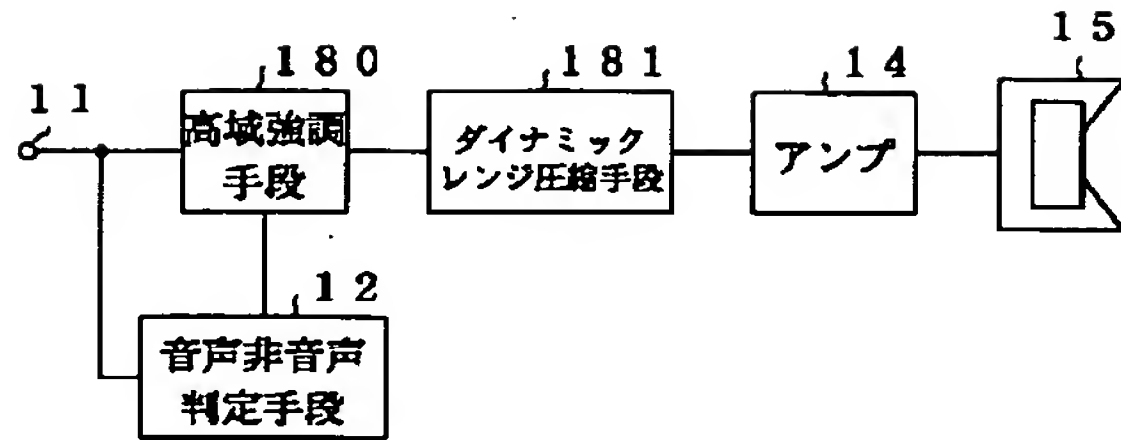 11
180
高域強調
手段
181
ダイナミック
レンジ圧縮手段
14
アンプ
15
12
音声非音声
判定手段